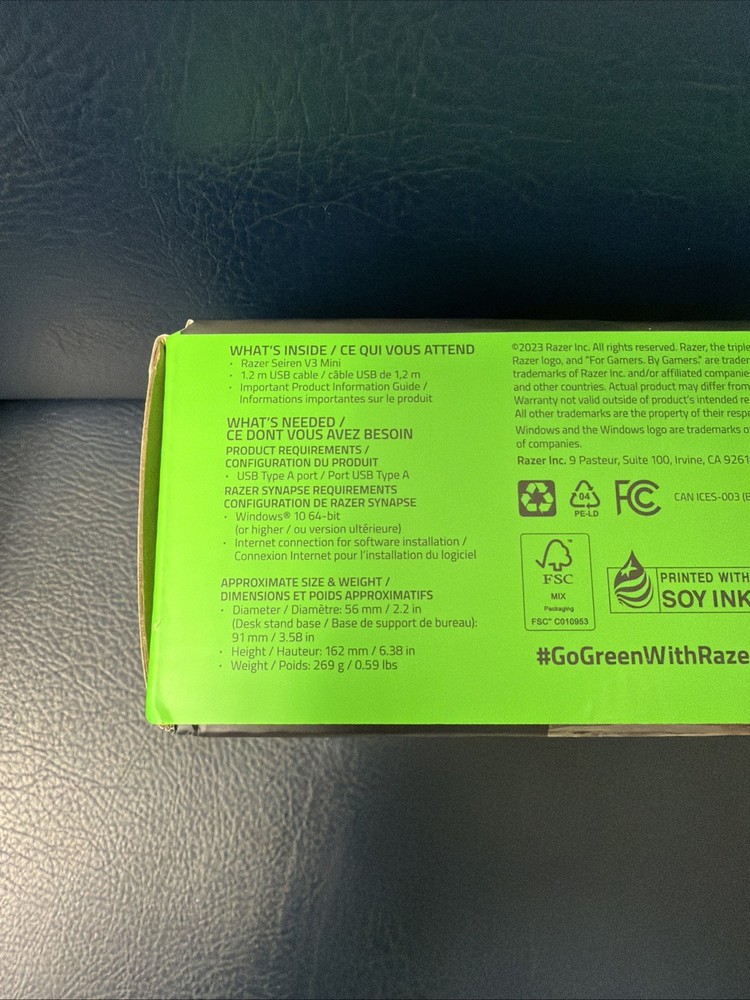 WHAT'S INSIDE / CE QUI VOUS ATTEND
· Razer Seiren V3 Mini
· 1.2 m USB cable / câble USB de 1,2 m
· Important Product Information Guide /
Informations importantes sur le produit
WHAT'S NEEDED /
CE DONT VOUS AVEZ BESOIN
PRODUCT REQUIREMENTS /
CONFIGURATION DU PRODUIT
· USB Type A port / Port USB Type A
RAZER SYNAPSE REQUIREMENTS
CONFIGURATION DE RAZER SYNAPSE
· Windows® 10 64-bit
(or higher / ou version ultérieure)
· Internet connection for software installation /
Connexion Internet pour l'installation du logiciel
APPROXIMATE SIZE & WEIGHT /
DIMENSIONS ET POIDS APPROXIMATIFS
· Diameter / Diamètre: 56 mm / 2.2 in
(Desk stand base / Base de support de bureau):
91 mm / 3.58 in
· Height / Hauteur: 162 mm / 6.38 in
· Weight / Poids: 269 g / 0.59 lbs
©2023 Razer Inc. All rights reserved. Razer, the triple
Razer logo, and "For Gamers. By Gamers." are
trademarks of Razer Inc. and/or affiliated
and other countries. Actual product may differ from
Warranty not valid outside of product's intended
All other trademarks are the property of their
Windows and the Windows logo are trademarks
of companies.
Razer Inc. 9 Pasteur, Suite 100, Irvine, CA 9261
04
PE-LD
FC
CAN ICES-003 (B
FSC
MIX
Packaging
FSC® C010953
PRINTED WITH
SOY INK
#GoGreenWithRaze